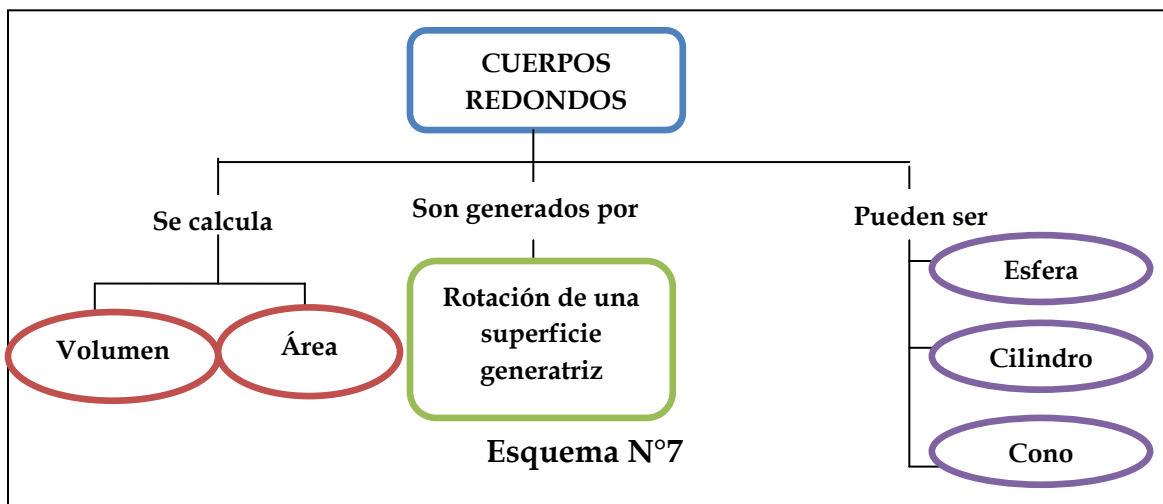 CUERPOS
REDONDOS
Se calcula
Son generados por
Pueden ser
Volumen
Área
Rotación de una
superficie
generatriz
Esfera
Cilindro
Cono
Esquema N°7